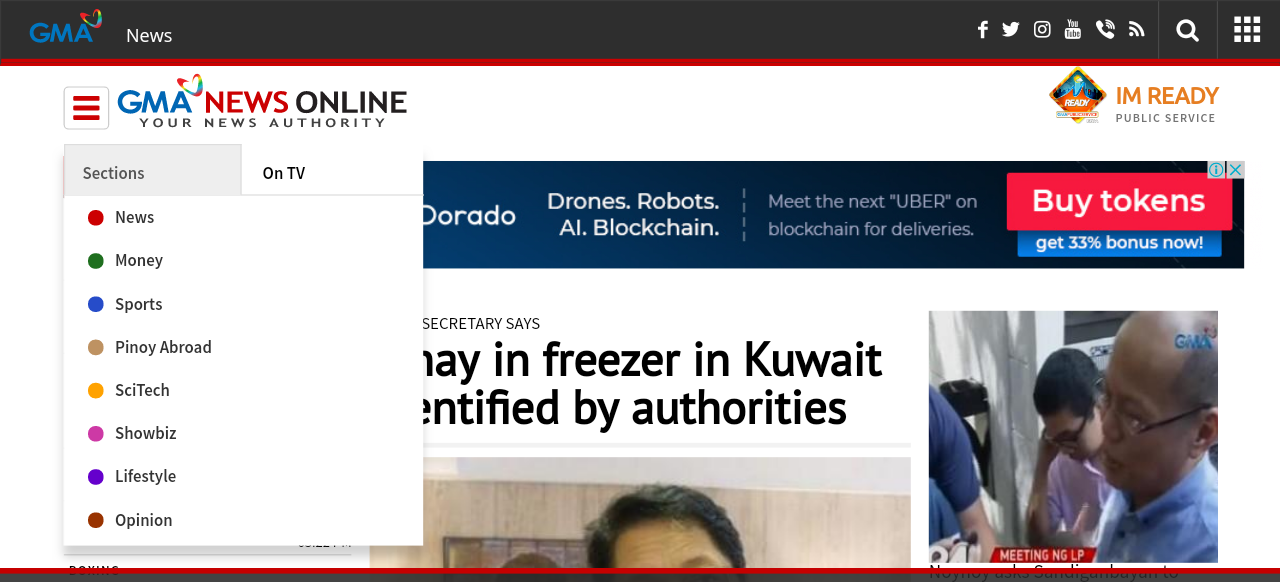 GMA News
You Tube
GMA NEWS ONLINE
YOUR NEWS AUTHORITY
READY
IM READY
PUBLIC SERVICE
Sections
On TV
News
Money
Sports
Pinoy Abroad
SciTech
Showbiz
Lifestyle
Opinion
Dorado
Drones. Robots.
AI. Blockchain.
Meet the next "UBER" on
blockchain for deliveries.
Buy tokens
get 33% bonus now!
SECRETARY SAYS
nay in freezer in Kuwait
entified by authorities
GMA
MEETING NG LP
Noynoy asks Sandiganbayan to
BOXING